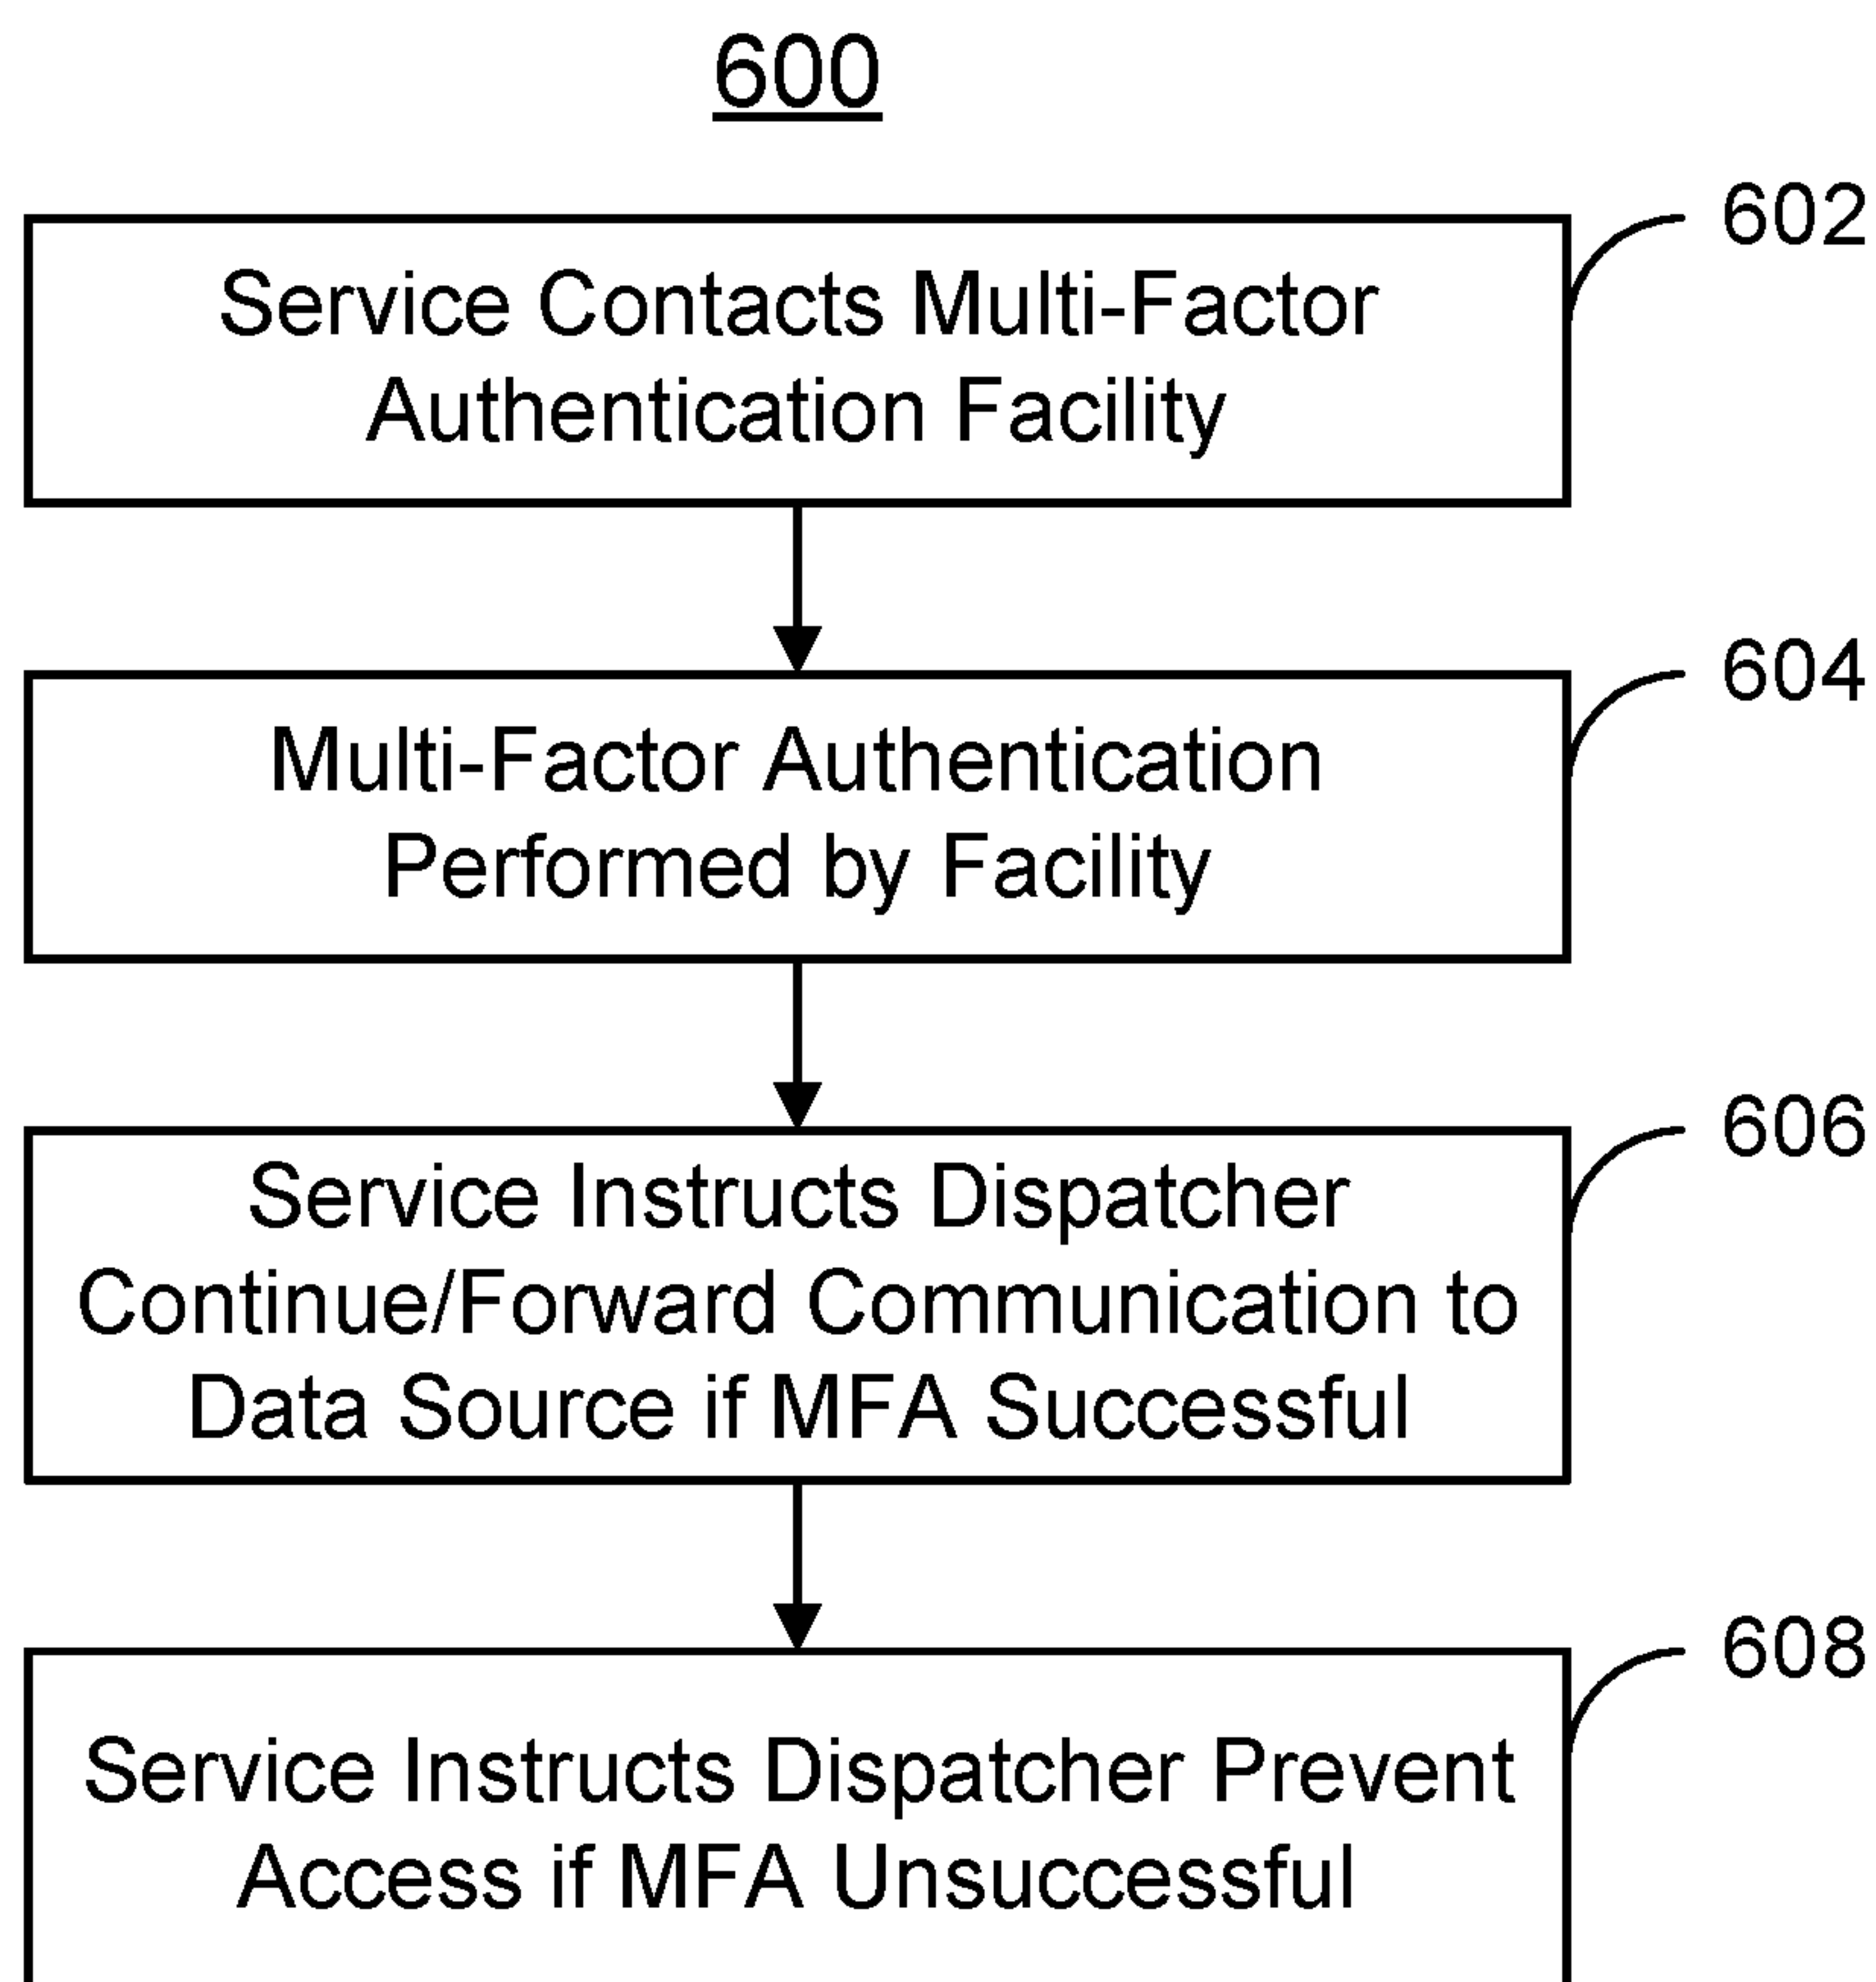 600
602
Service Contacts Multi-Factor
Authentication Facility
604
Multi-Factor Authentication
Performed by Facility
606
Service Instructs Dispatcher
Continue/Forward Communication to
Data Source if MFA Successful
608
Service Instructs Dispatcher Prevent
Access if MFA Unsuccessful